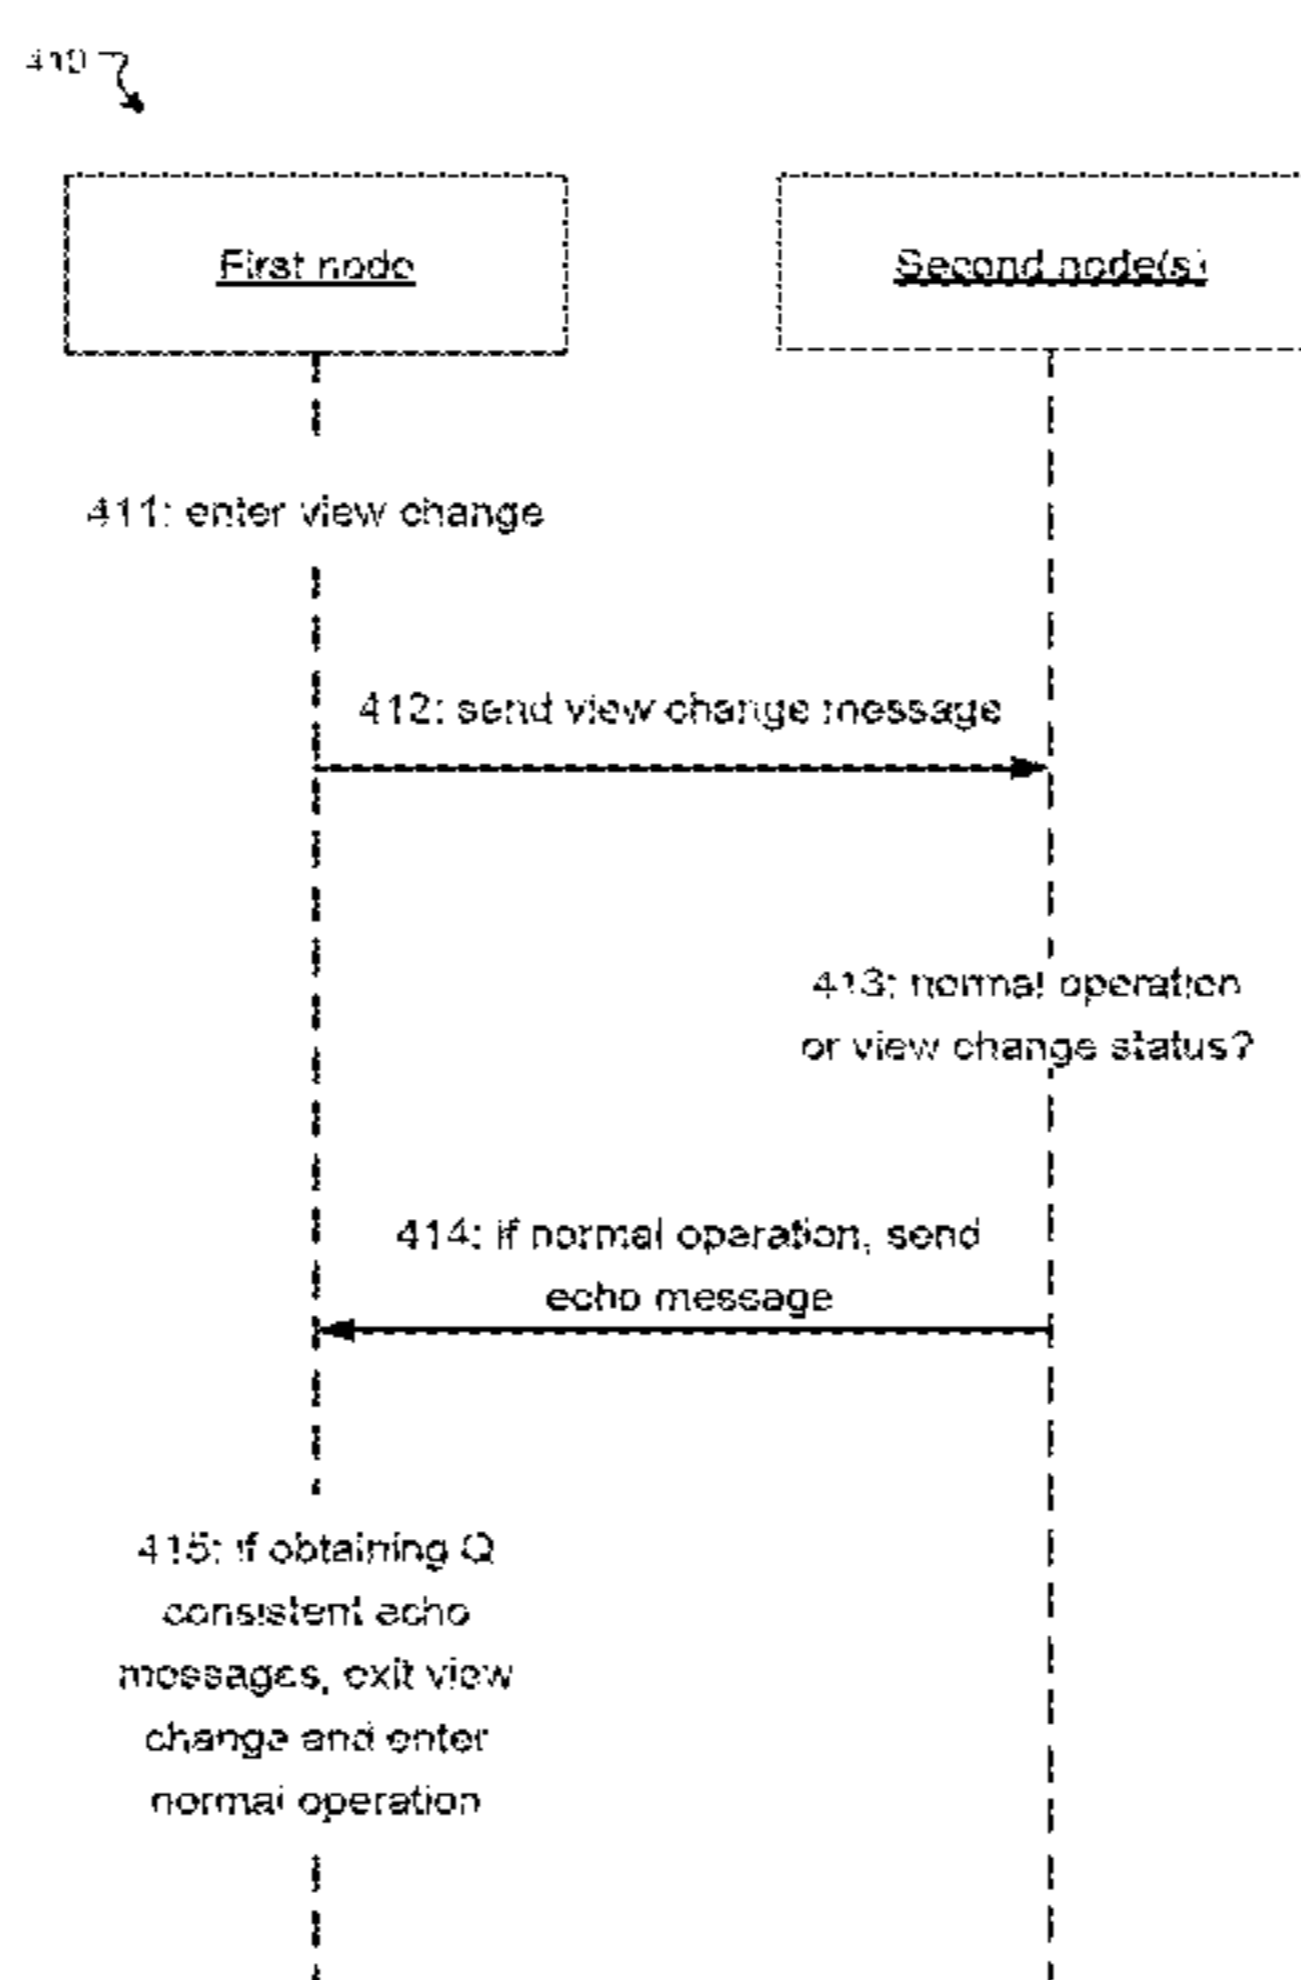 410
First node
Second node(s)
411: enter view change
412: send view change message
413: normal operation
or view change status?
414: if normal operation, send
echo message
415: if obtaining Q
consistent echo
messages, exit view
change and enter
normal operation